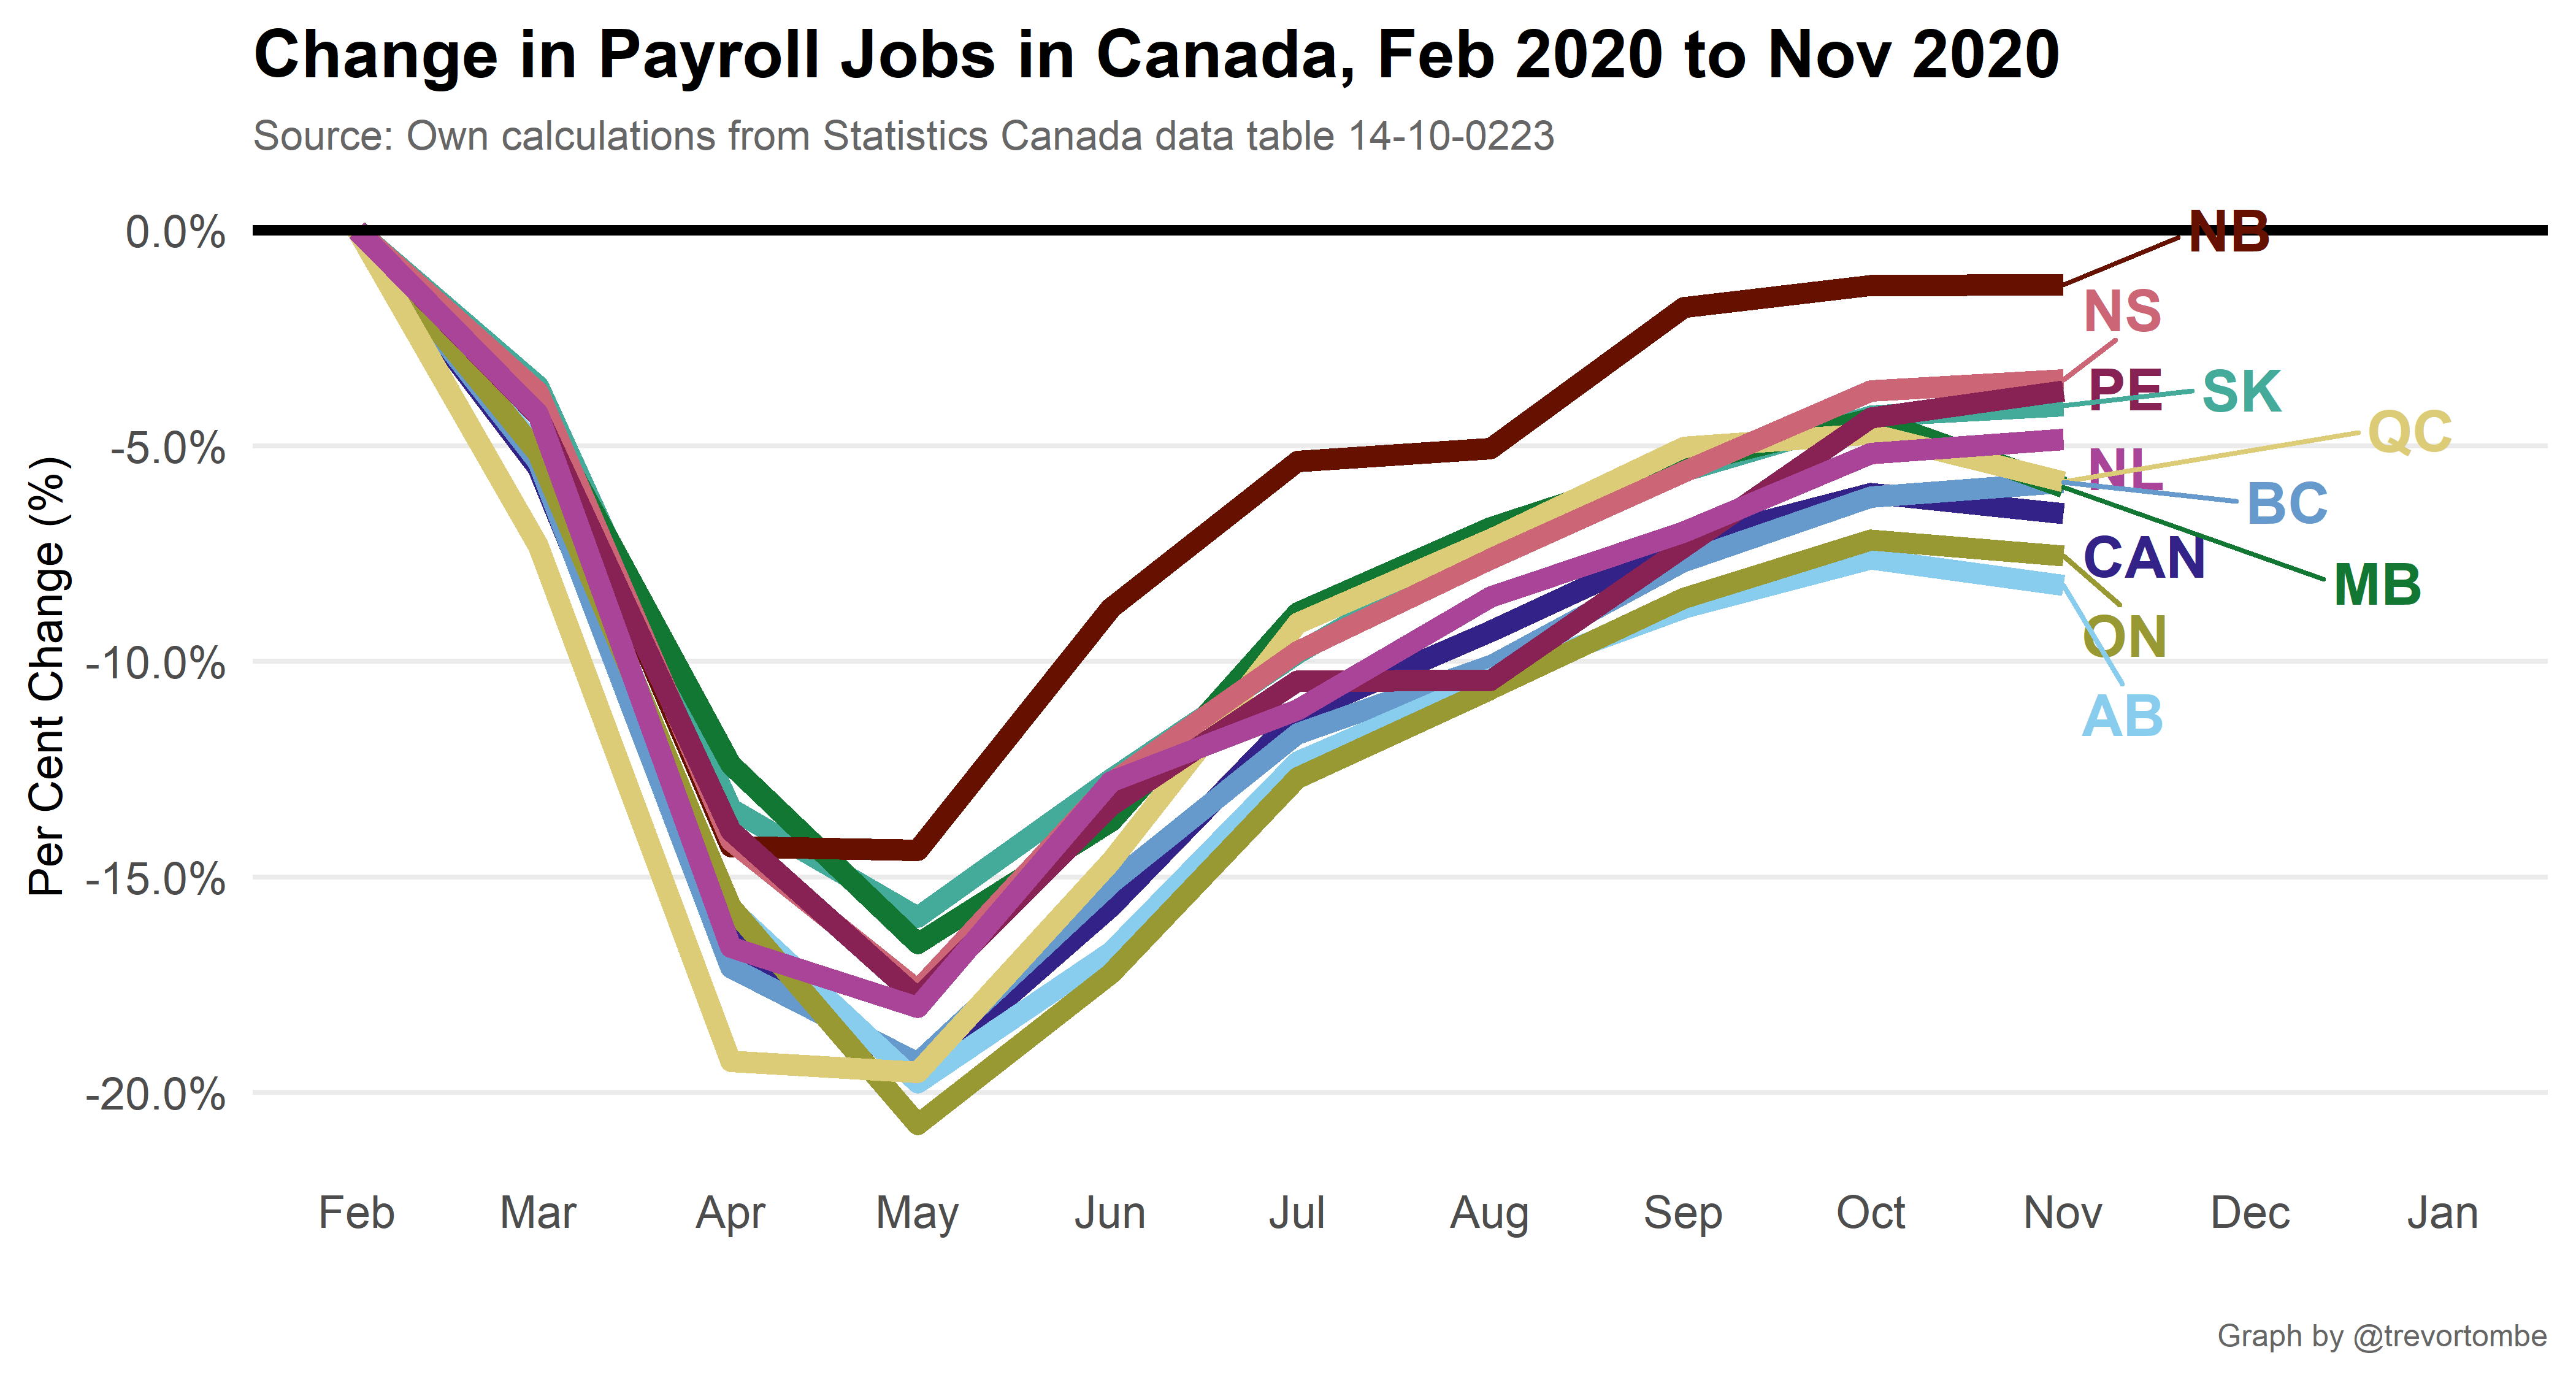 Change in Payroll Jobs in Canada, Feb 2020 to Nov 2020
Source: Own calculations from Statistics Canada data table 14-10-0223
Per Cent Change (%)
0.0%
-5.0%
-10.0%
-15.0%
-20.0%
NB
NS
PE
SK
QC
NL
BC
CAN
MB
ON
AB
Feb Mar Apr May Jun Jul Aug Sep Oct Nov Dec Jan
Graph by @trevortombe